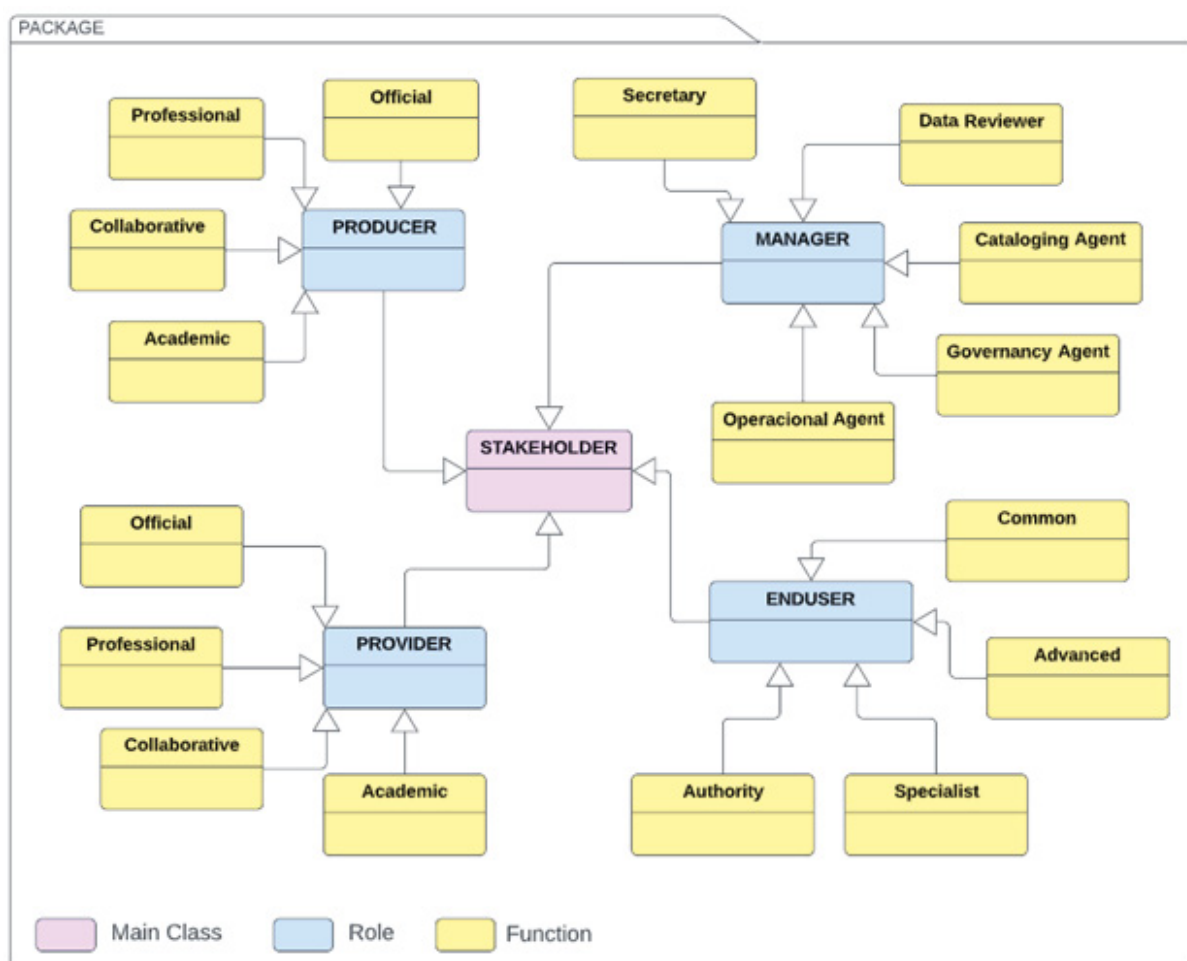 PACKAGE
Official
Professional
Collaborative
PRODUCER
Academic
Secretary
Data Reviewer
MANAGER
Cataloging Agent
Governancy Agent
Operacional Agent
STAKEHOLDER
Official
Professional
PROVIDER
Collaborative
Academic
Common
ENDUSER
Advanced
Authority
Specialist
Main Class
Role
Function